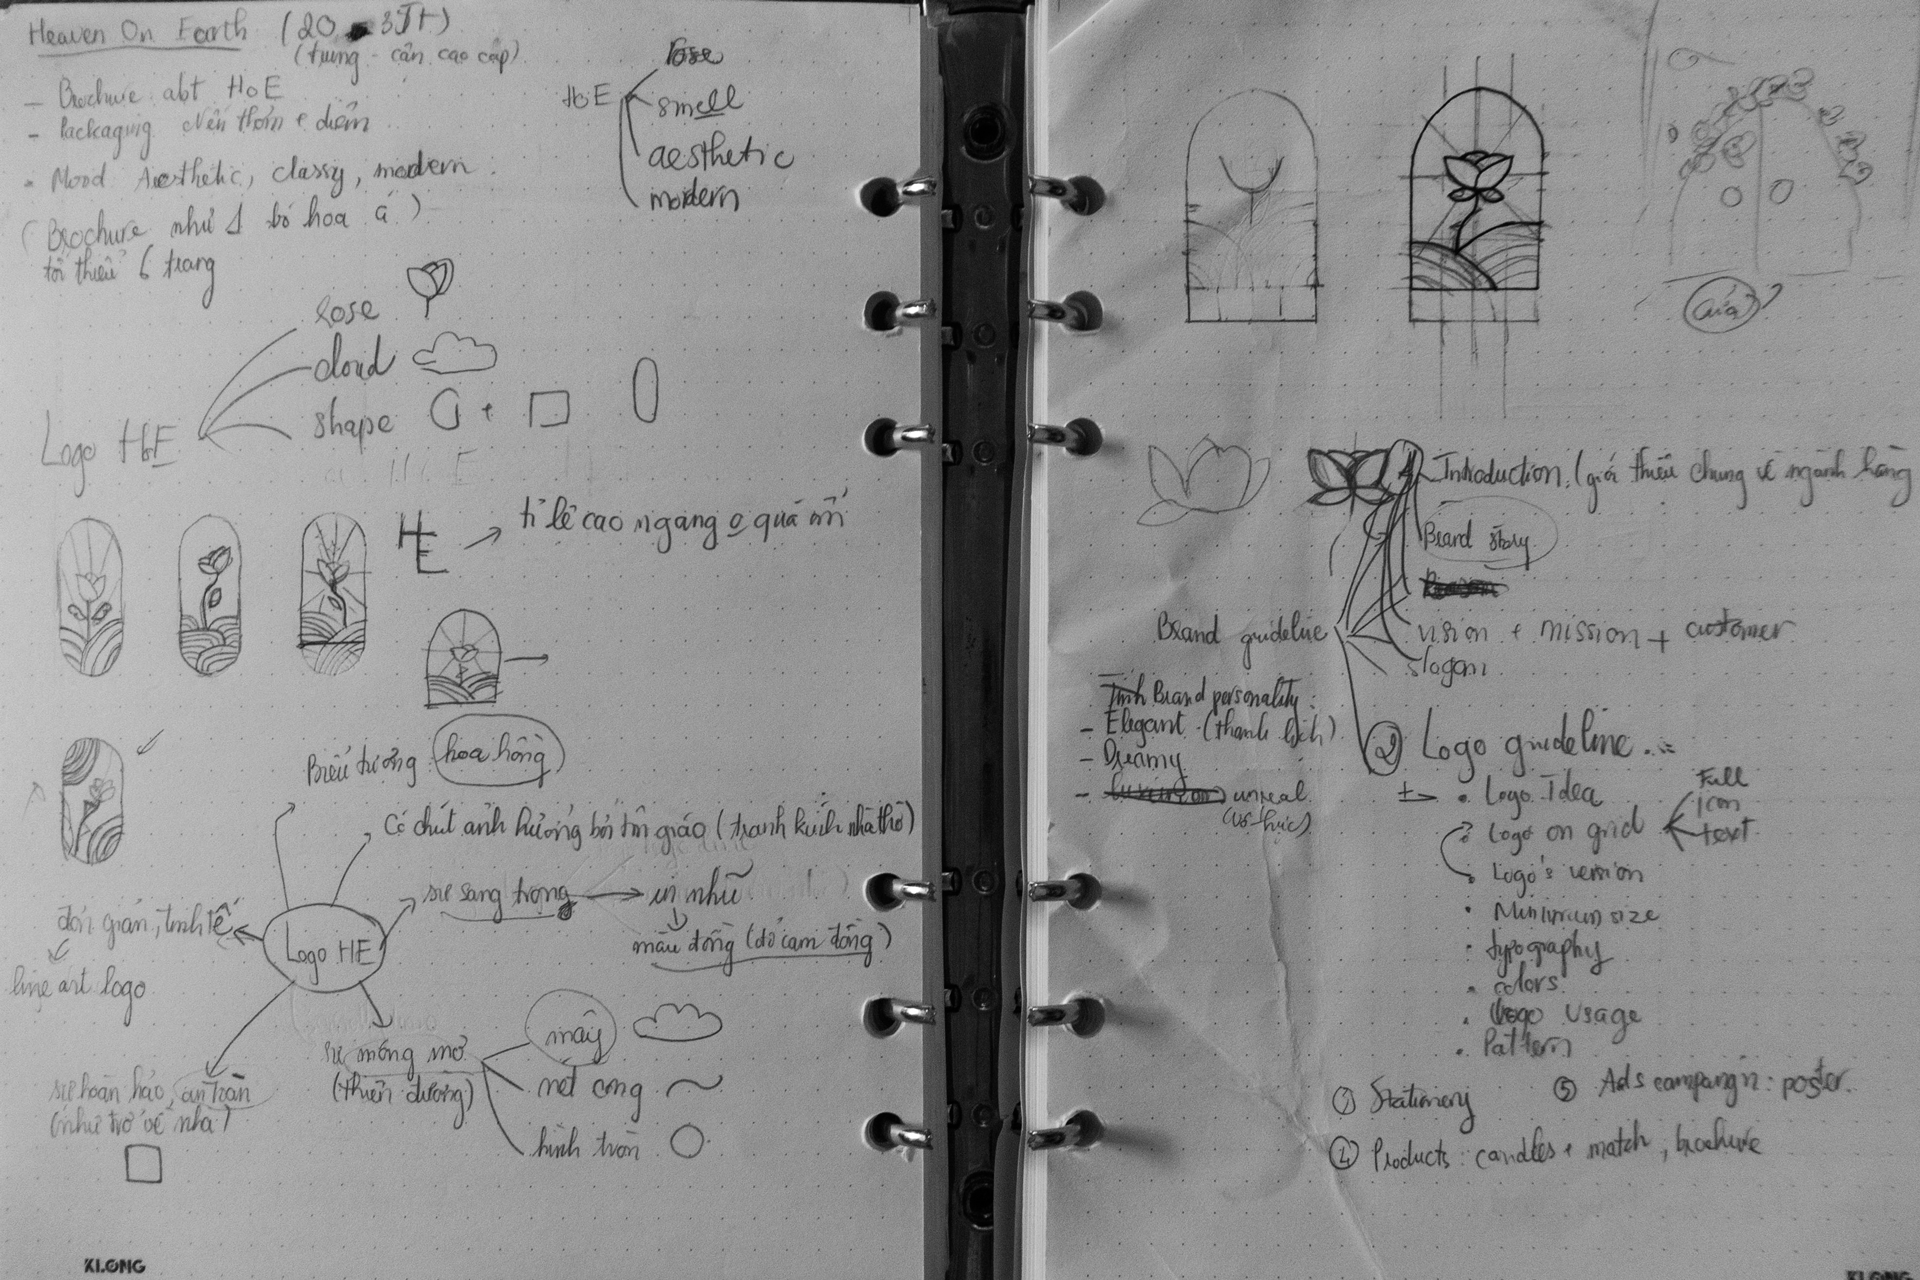 Heaven On Earth (20 - 35t)
(trung - cận cao cấp)
- Brochure abt HoE
- Packaging Nến thơm + diêm
- Mood. Aesthetic, classy, modern
(Brochure như 1 bó hoa á)
tối thiểu 6 trang
HoE
rose
smell
aesthetic
modern
Logo HE
rose
cloud
shape
+
HE
tỉ lệ cao ngang o quá ổn
Biểu tượng hoa hồng
Có chút ảnh hưởng bởi tôn giáo (tranh kính nhà thờ)
sự sang trọng
uy nhũ
màu đồng (đỏ cam đồng)
đơn giản, tinh tế
line art logo
Logo HE
sự hoàn hảo, an toàn
(như trở về nhà)
sự mộng mơ
(thiên đường)
mây
nét cong
hình tròn
KLONG
cửa?
1 Introduction. (giới thiệu chung về ngành hàng
Brand story
Brand guideline
vision + mission + customer
slogan
Tính Brand personality:
- Elegant (thanh lịch)
- Dreamy
- unreal
(vô thực)
2 Logo guideline...
+ • Logo Idea
• Logo on grid
Full
icon
text
• Logo's version
• Minimum size
• typography
• colors
• Logo Usage
• Pattern
3 Stationery
5 Ads campaign: poster.
4 Products: candles + match, brochure
KLONG